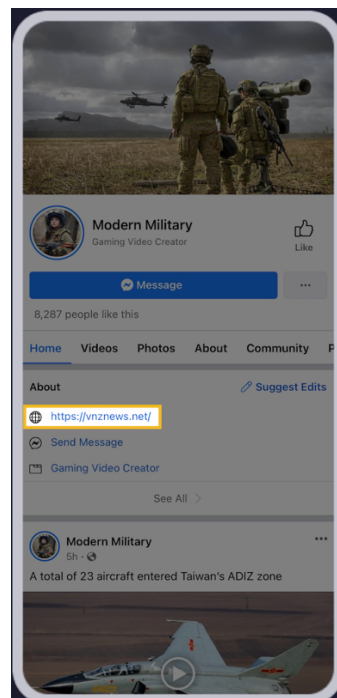 Modern Military
Gaming Video Creator
Like
Message
8,287 people like this
Home Videos Photos About Community P
About
Suggest Edits
https://vnznews.net/
Send Message
Gaming Video Creator
See All >
Modern Military
5h ·
A total of 23 aircraft entered Taiwan's ADIZ zone